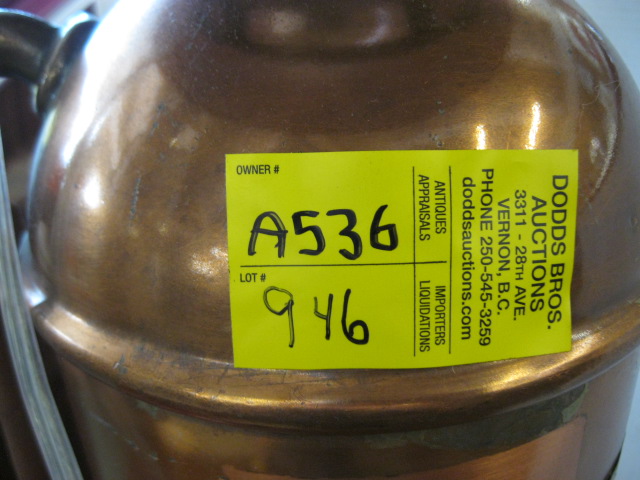 OWNER #
A536
LOT #
946
ANTIQUES
APPRAISALS
IMPORTERS
LIQUIDATIONS
DODDS BROS.
AUCTIONS
3311 - 28TH AVE.
VERNON, B.C.
PHONE 250-545-3259
doddsauctions.com